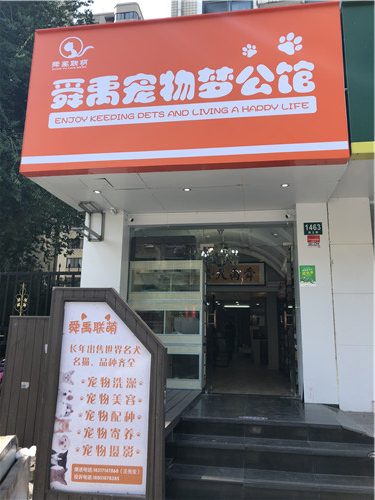 舜禹联萌
舜禹宠物梦公馆
ENJOY KEEPING PETS AND LIVING A HAPPY LIFE
1463
舜禹联萌
长年出售世界名犬
名猫、品种齐全
宠物洗澡
宠物美容
宠物配种
宠物寄养
宠物摄影